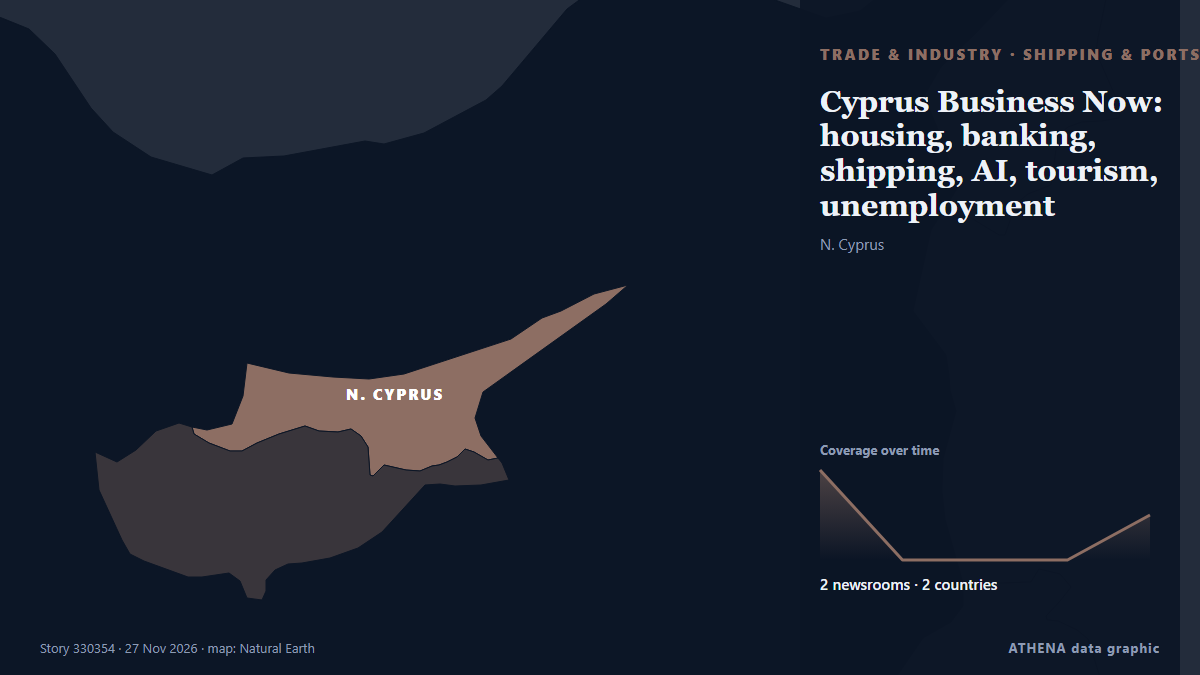 TRADE & INDUSTRY · SHIPPING & PORTS
Cyprus Business Now:
housing, banking,
shipping, AI, tourism,
unemployment
N. Cyprus
N. CYPRUS
Coverage over time
2 newsrooms · 2 countries
Story 330354 · 27 Nov 2026 · map: Natural Earth
ATHENA data graphic